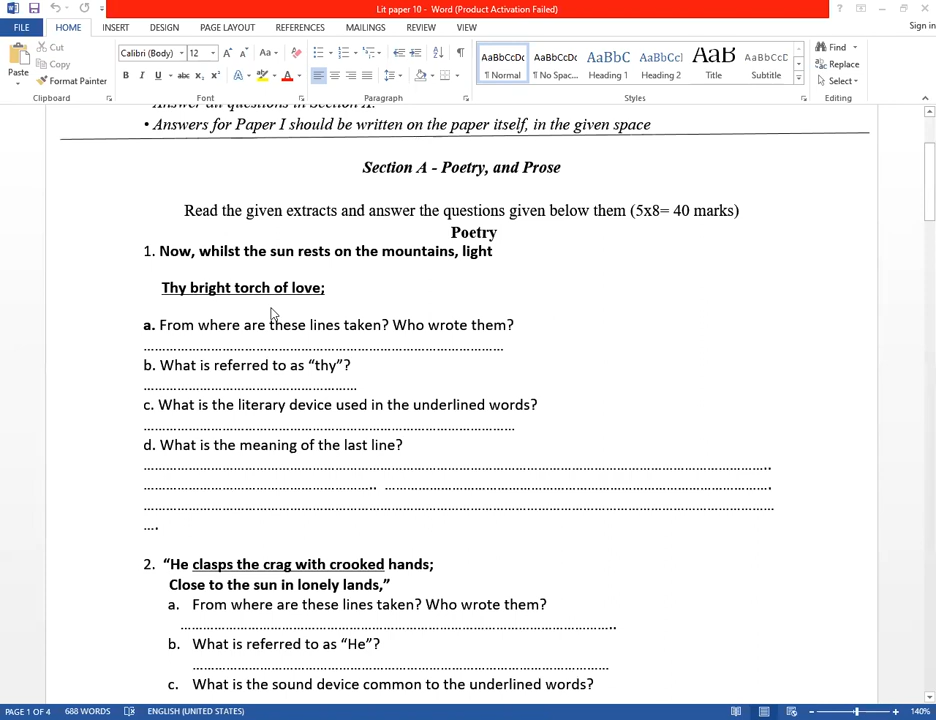 Lit paper 10 - Word (Product Activation Failed)
Sign in
FILE HOME INSERT DESIGN PAGE LAYOUT REFERENCES MAILINGS REVIEW VIEW
Paste
Cut
Copy
Format Painter
Calibri (Body) 12
AaBbCcDc AaBbCcDc AaBbC AaBbCcI AaB AaBbCcD
¶ Normal ¶ No Spac... Heading 1 Heading 2 Title Subtitle
Find
Replace
Select
Clipboard Font Paragraph Styles Editing
Answer all questions in Section A.
• Answers for Paper I should be written on the paper itself, in the given space
Section A - Poetry, and Prose
Read the given extracts and answer the questions given below them (5x8= 40 marks)
Poetry
1. Now, whilst the sun rests on the mountains, light
Thy bright torch of love;
a. From where are these lines taken? Who wrote them?
……………………………………………………………………………………
b. What is referred to as “thy”?
…………………………………………………
c. What is the literary device used in the underlined words?
………………………………………………………………………………………
d. What is the meaning of the last line?
…………………………………………………………………………………………………………………………………………………..
…………………………………………………….. ………………………………………………………………………………………….
……………………………………………………………………………………………………………………………………………………
….
2. “He clasps the crag with crooked hands;
Close to the sun in lonely lands,”
a. From where are these lines taken? Who wrote them?
……………………………………………………………………………………………………..
b. What is referred to as “He”?
…………………………………………………………………………………………………
c. What is the sound device common to the underlined words?
PAGE 1 OF 4 688 WORDS ENGLISH (UNITED STATES) 140%